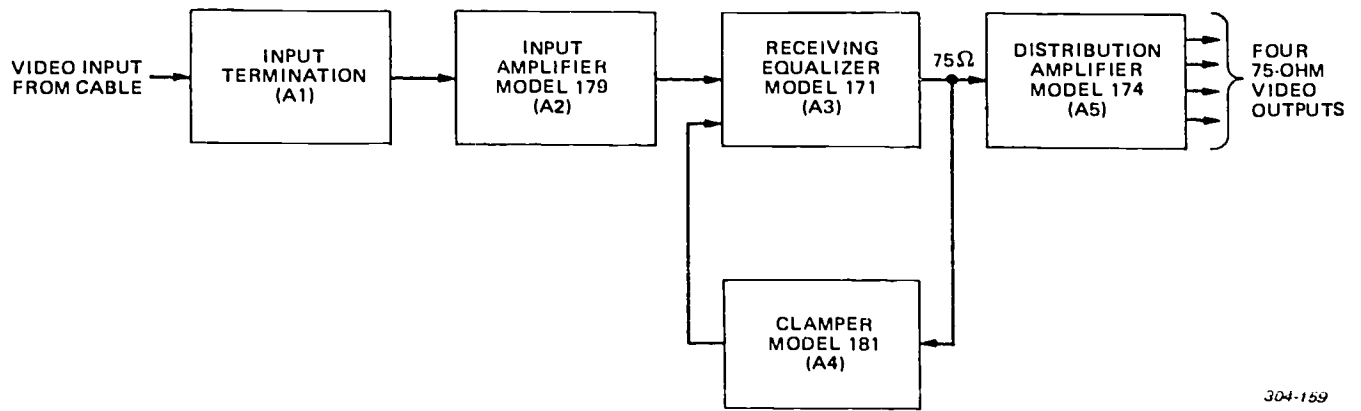 VIDEO INPUT
FROM CABLE
INPUT
TERMINATION
(A1)
INPUT
AMPLIFIER
MODEL 179
(A2)
RECEIVING
EQUALIZER
MODEL 171
(A3)
75Ω
DISTRIBUTION
AMPLIFIER
MODEL 174
(A5)
FOUR
75-OHM
VIDEO
OUTPUTS
CLAMPER
MODEL 181
(A4)
304-159